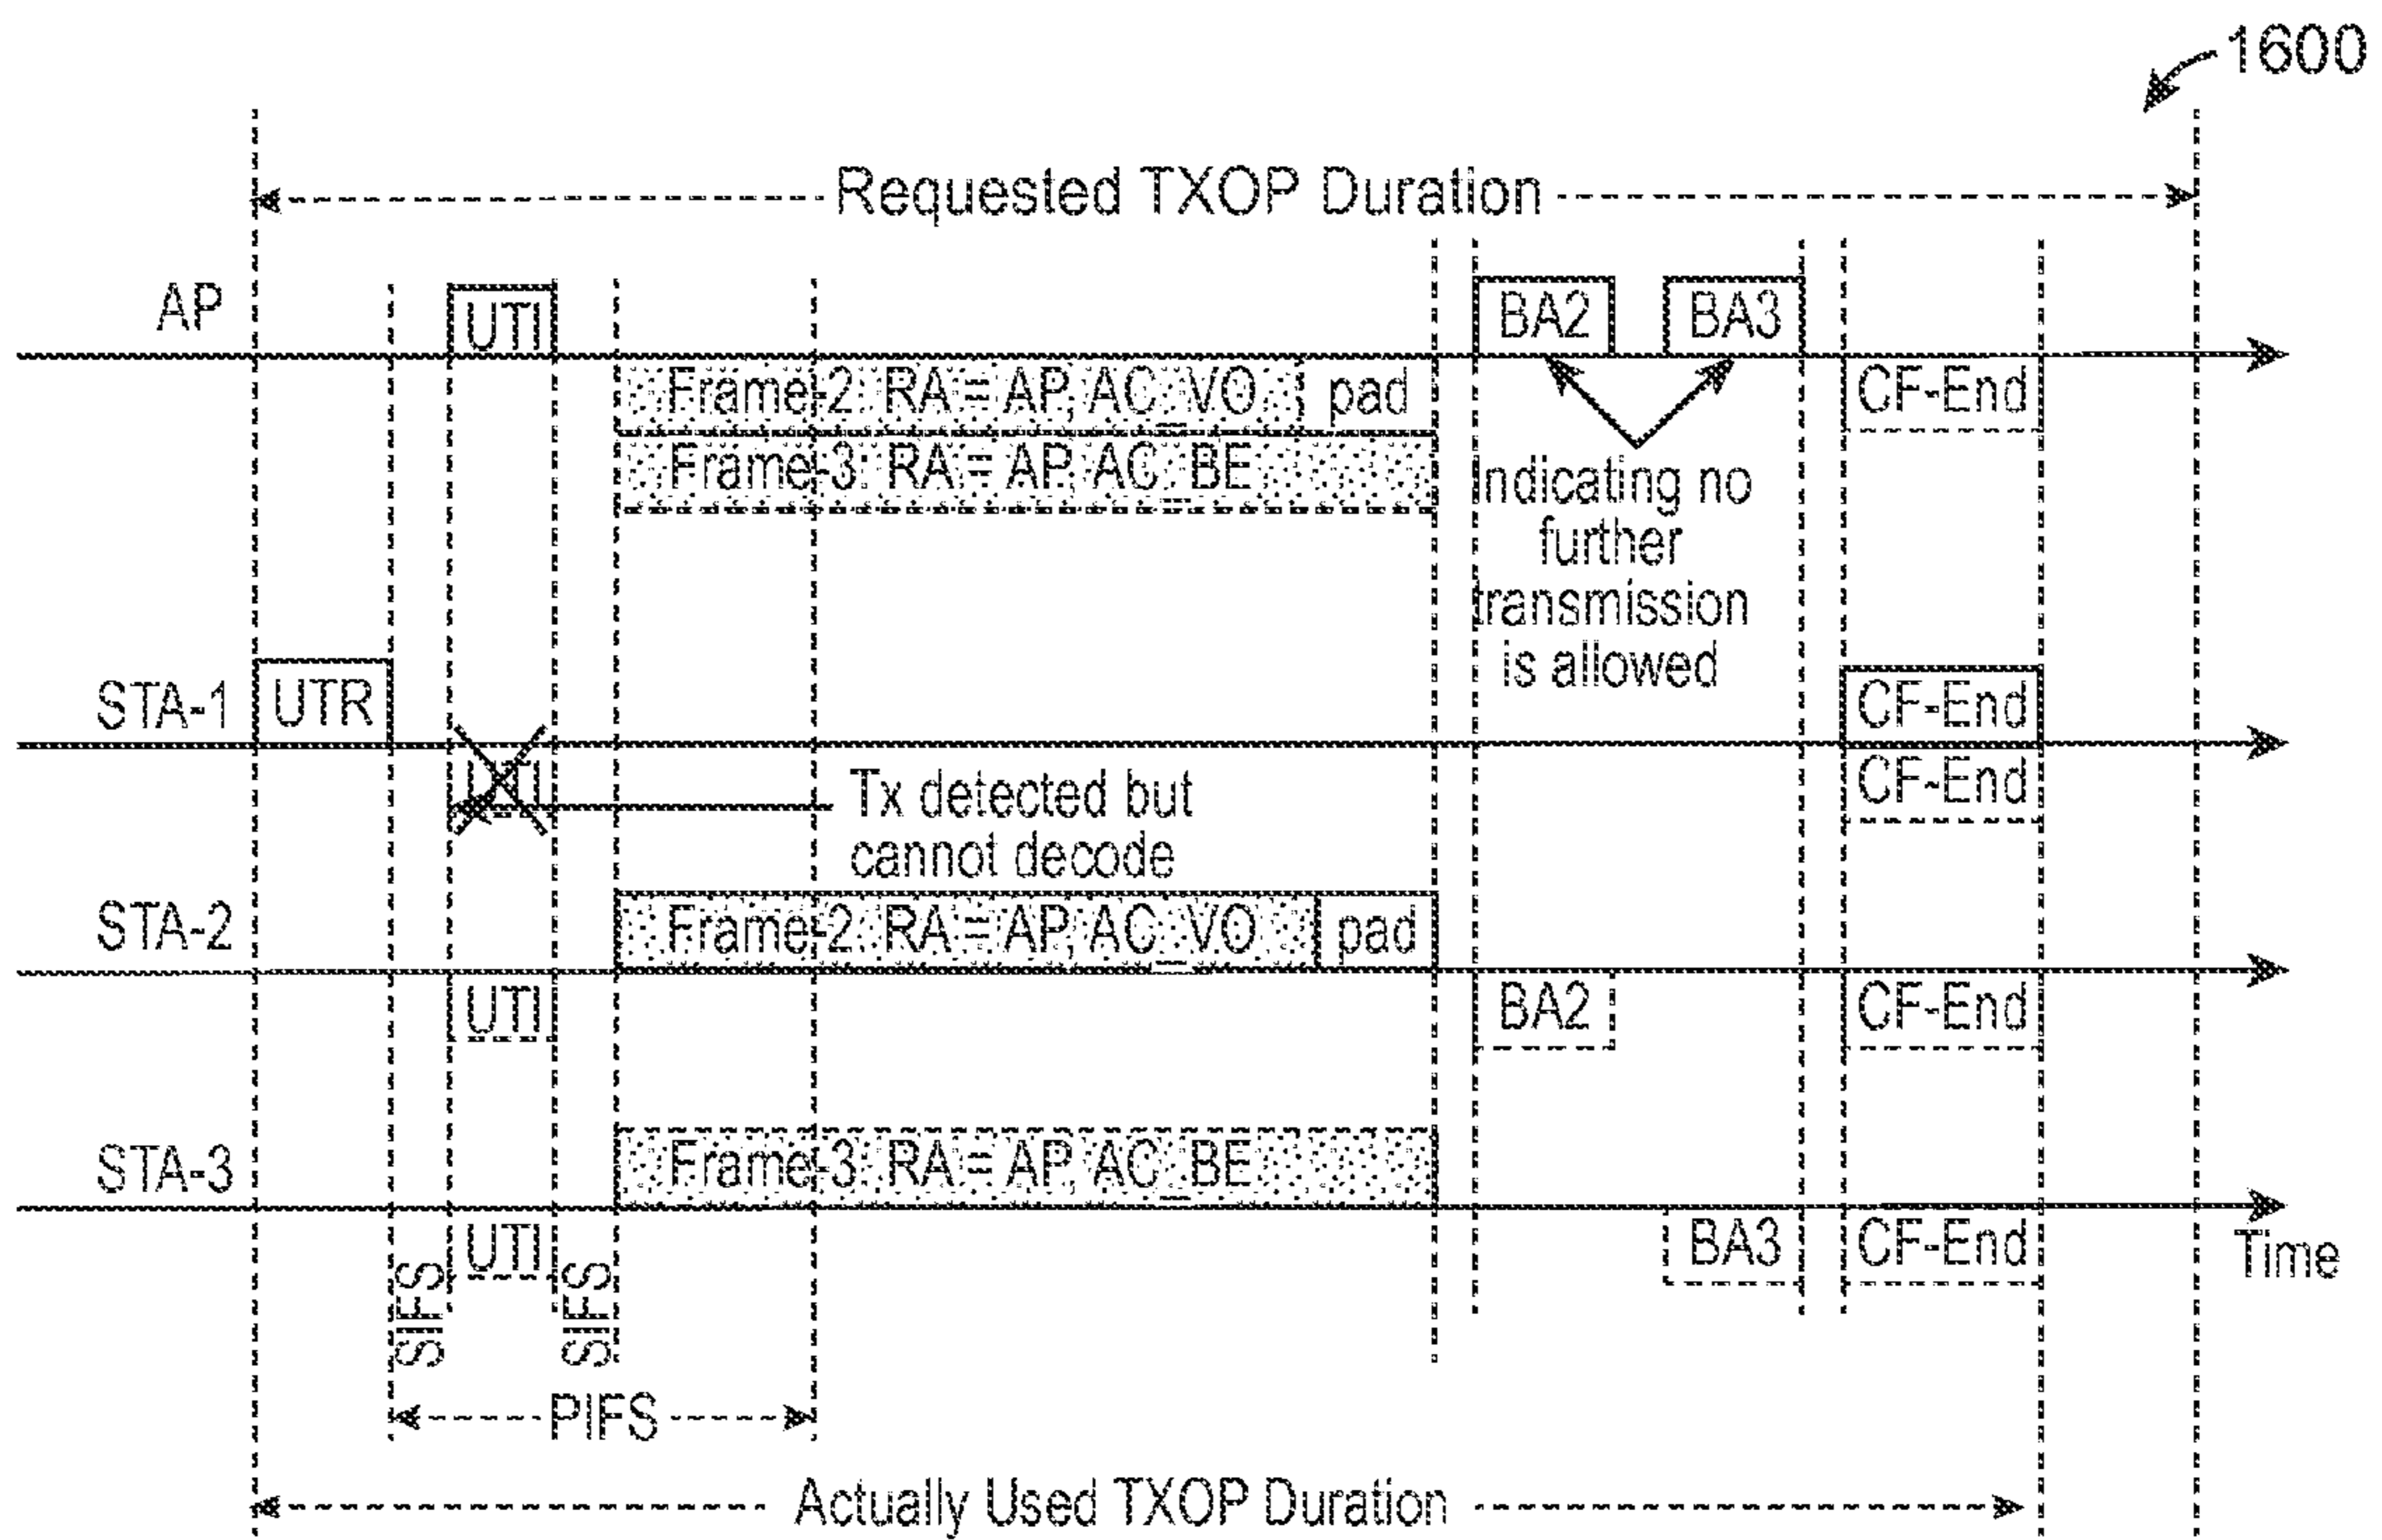 1600
Requested TXOP Duration
AP
UTI
BA2
BA3
Frame-2: RA = AP, AC_VO
pad
CF-End
Frame-3: RA = AP, AC_BE
Indicating no
further
transmission
is allowed
STA-1
UTR
CF-End
UTI
CF-End
Tx detected but
cannot decode
STA-2
Frame-2: RA = AP, AC_VO
pad
UTI
BA2
CF-End
STA-3
Frame-3: RA = AP, AC_BE
UTI
BA3
CF-End
Time
SIFS
SIFS
PIFS
Actually Used TXOP Duration